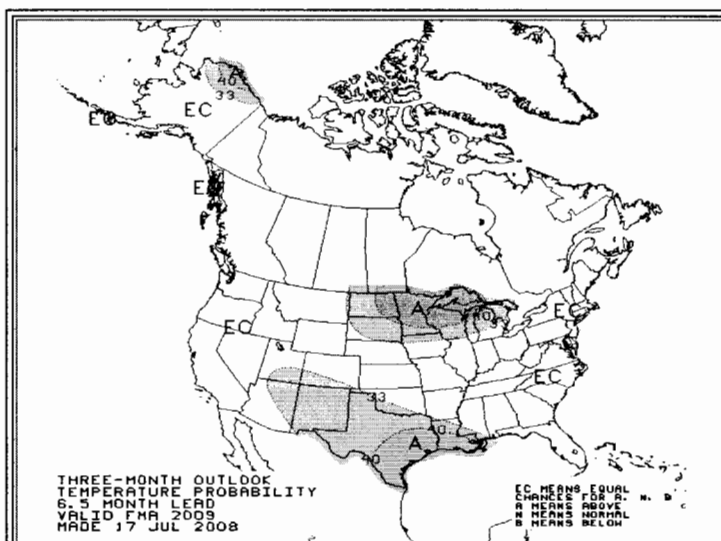 A
40
33
EC
EC
A
40
EC
EC
EC
33
40
A
40
THREE-MONTH OUTLOOK
TEMPERATURE PROBABILITY
6.5 MONTH LEAD
VALID FMA 2009
MADE 17 JUL 2008
EC MEANS EQUAL
CHANCES FOR A, N, B
A MEANS ABOVE
N MEANS NORMAL
B MEANS BELOW